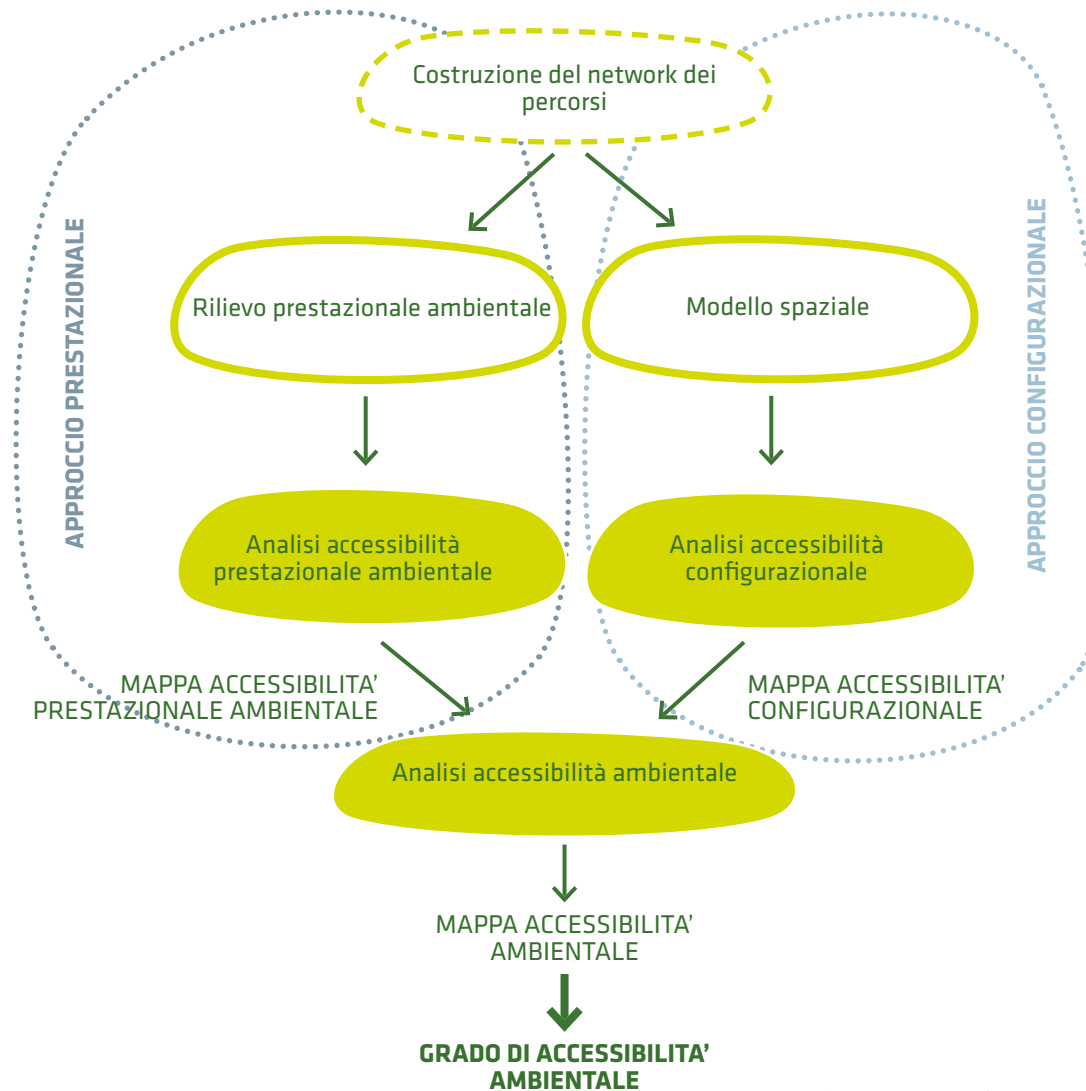 Costruzione del network dei
percorsi
APPROCCIO PRESTAZIONALE
APPROCCIO CONFIGURAZIONALE
Rilievo prestazionale ambientale
Modello spaziale
Analisi accessibilità
prestazionale ambientale
Analisi accessibilità
configurazionale
MAPPA ACCESSIBILITA’
PRESTAZIONALE AMBIENTALE
MAPPA ACCESSIBILITA’
CONFIGURAZIONALE
Analisi accessibilità ambientale
MAPPA ACCESSIBILITA’
AMBIENTALE
GRADO DI ACCESSIBILITA’
AMBIENTALE